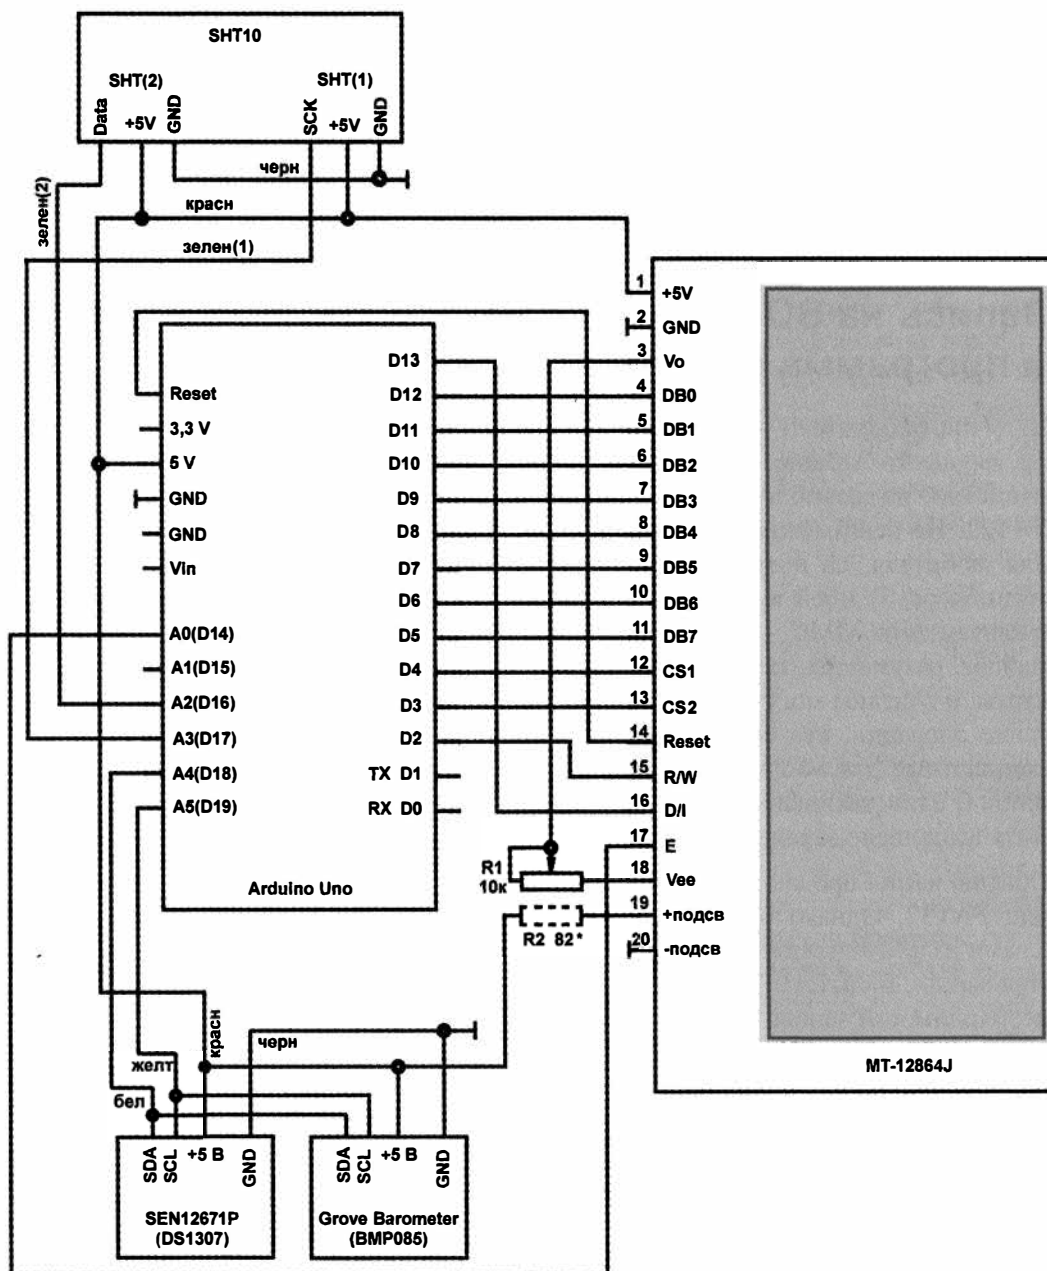 SHT10
SHT(2)
SHT(1)
Data
+5V
GND
SCK
+5V
GND
черн
красн
зелен(2)
зелен(1)
1
+5V
2
GND
3
Vo
4
DB0
5
DB1
6
DB2
7
DB3
8
DB4
9
DB5
10
DB6
11
DB7
12
CS1
13
CS2
14
Reset
15
R/W
16
D/I
17
E
18
Vee
19
+подсв
20
-подсв
MT-12864J
Reset
3,3 V
5 V
GND
GND
Vin
A0(D14)
A1(D15)
A2(D16)
A3(D17)
A4(D18)
A5(D19)
D13
D12
D11
D10
D9
D8
D7
D6
D5
D4
D3
D2
TX D1
RX D0
Arduino Uno
R1
10к
R2 82*
красн
черн
желт
бел
SDA
SCL
+5 В
GND
SEN12671P
(DS1307)
SDA
SCL
+5 В
GND
Grove Barometer
(BMP085)